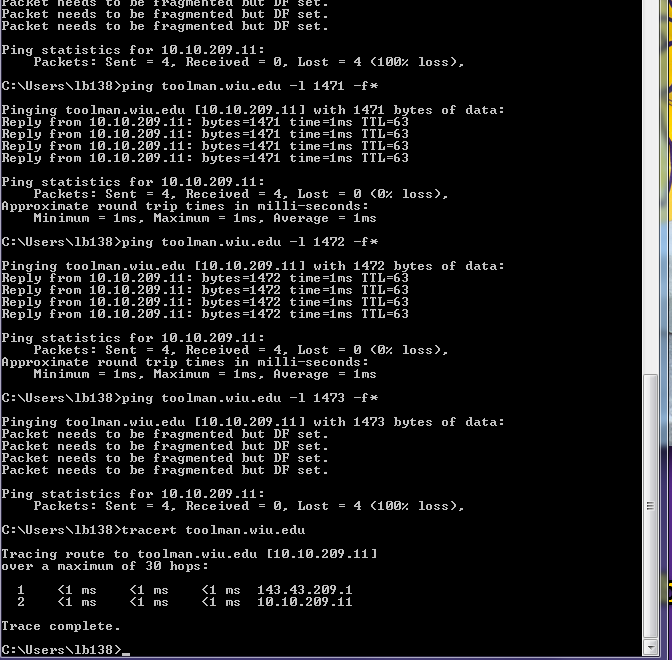 Packet needs to be fragmented but DF set.
Packet needs to be fragmented but DF set.
Packet needs to be fragmented but DF set.
Ping statistics for 10.10.209.11:
    Packets: Sent = 4, Received = 0, Lost = 4 (100% loss),
C:\Users\lb138>ping toolman.wiu.edu -l 1471 -f*
Pinging toolman.wiu.edu [10.10.209.11] with 1471 bytes of data:
Reply from 10.10.209.11: bytes=1471 time=1ms TTL=63
Reply from 10.10.209.11: bytes=1471 time=1ms TTL=63
Reply from 10.10.209.11: bytes=1471 time=1ms TTL=63
Reply from 10.10.209.11: bytes=1471 time=1ms TTL=63
Ping statistics for 10.10.209.11:
    Packets: Sent = 4, Received = 4, Lost = 0 (0% loss),
Approximate round trip times in milli-seconds:
    Minimum = 1ms, Maximum = 1ms, Average = 1ms
C:\Users\lb138>ping toolman.wiu.edu -l 1472 -f*
Pinging toolman.wiu.edu [10.10.209.11] with 1472 bytes of data:
Reply from 10.10.209.11: bytes=1472 time=1ms TTL=63
Reply from 10.10.209.11: bytes=1472 time=1ms TTL=63
Reply from 10.10.209.11: bytes=1472 time=1ms TTL=63
Reply from 10.10.209.11: bytes=1472 time=1ms TTL=63
Ping statistics for 10.10.209.11:
    Packets: Sent = 4, Received = 4, Lost = 0 (0% loss),
Approximate round trip times in milli-seconds:
    Minimum = 1ms, Maximum = 1ms, Average = 1ms
C:\Users\lb138>ping toolman.wiu.edu -l 1473 -f*
Pinging toolman.wiu.edu [10.10.209.11] with 1473 bytes of data:
Packet needs to be fragmented but DF set.
Packet needs to be fragmented but DF set.
Packet needs to be fragmented but DF set.
Packet needs to be fragmented but DF set.
Ping statistics for 10.10.209.11:
    Packets: Sent = 4, Received = 0, Lost = 4 (100% loss),
C:\Users\lb138>tracert toolman.wiu.edu
Tracing route to toolman.wiu.edu [10.10.209.11]
over a maximum of 30 hops:
  1    <1 ms    <1 ms    <1 ms  143.43.209.1
  2    <1 ms    <1 ms    <1 ms  10.10.209.11
Trace complete.
C:\Users\lb138>_